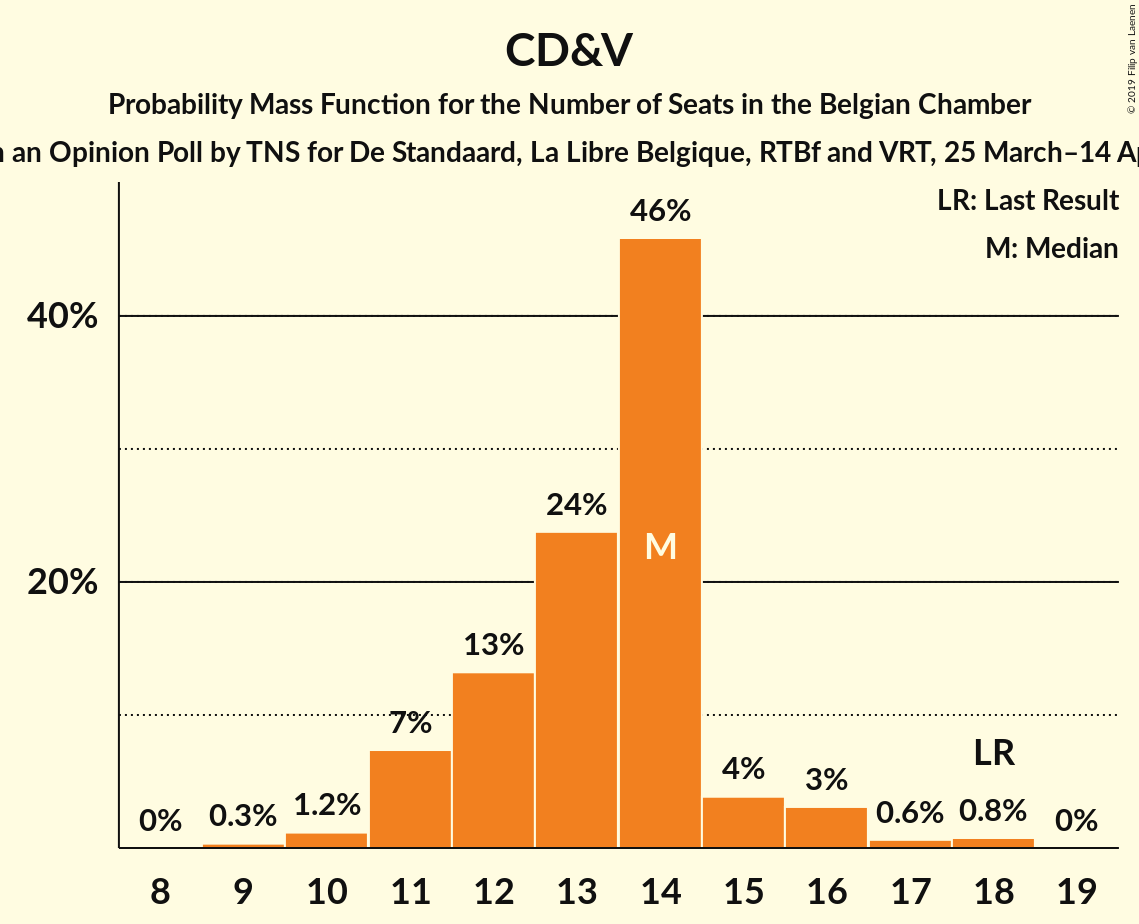 © 2019 Filip van Laenen
CD&V
Probability Mass Function for the Number of Seats in the Belgian Chamber
an Opinion Poll by TNS for De Standaard, La Libre Belgique, RTBf and VRT, 25 March–14
LR: Last Result
M: Median
46%
40%
24%
M
20%
13%
7%
LR
4%
3%
0% 0.3% 1.2% 0.6% 0.8% 0%
8 9 10 11 12 13 14 15 16 17 18 19